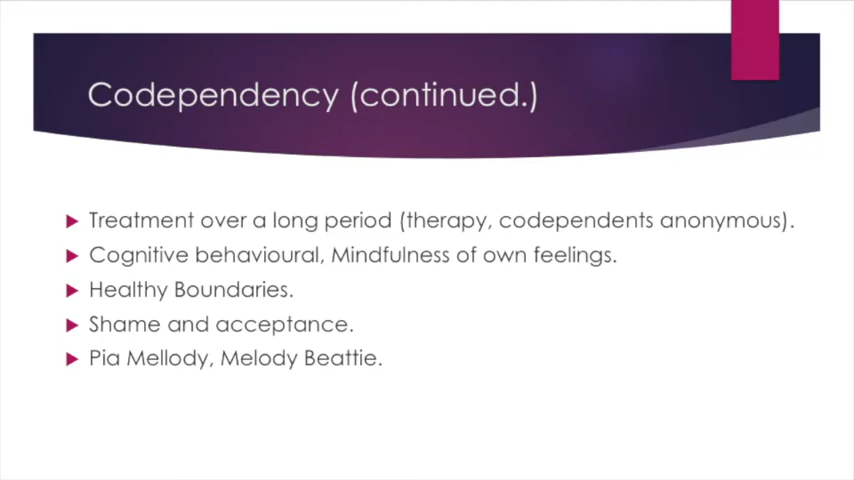 Codependency (continued.)
Treatment over a long period (therapy, codependents anonymous).
Cognitive behavioural, Mindfulness of own feelings.
Healthy Boundaries.
Shame and acceptance.
Pia Mellody, Melody Beattie.